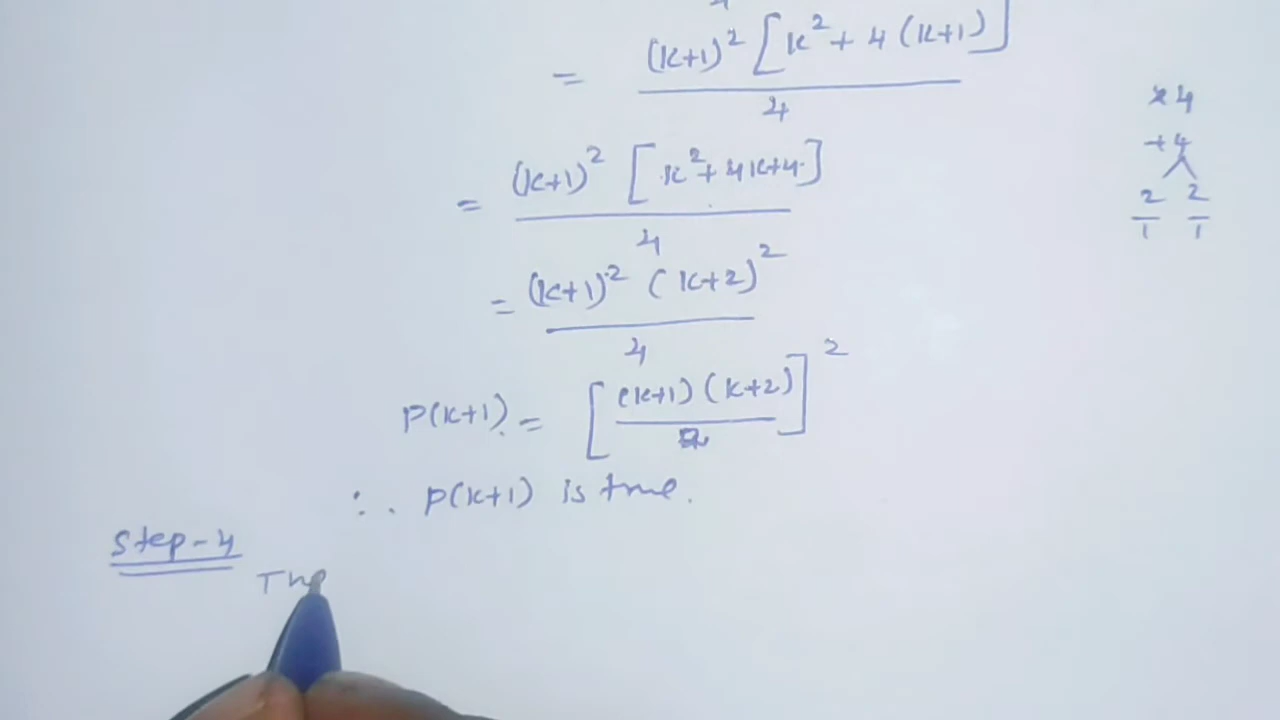 = (k+1)² [k² + 4(k+1)]
4
= (k+1)² [k² + 4k+4]
4
= (k+1)² (k+2)²
4
P(k+1) = [(k+1)(k+2)]²
2
∴ P(k+1) is true.
Step-4
The
×4
+4
2 2
1 1